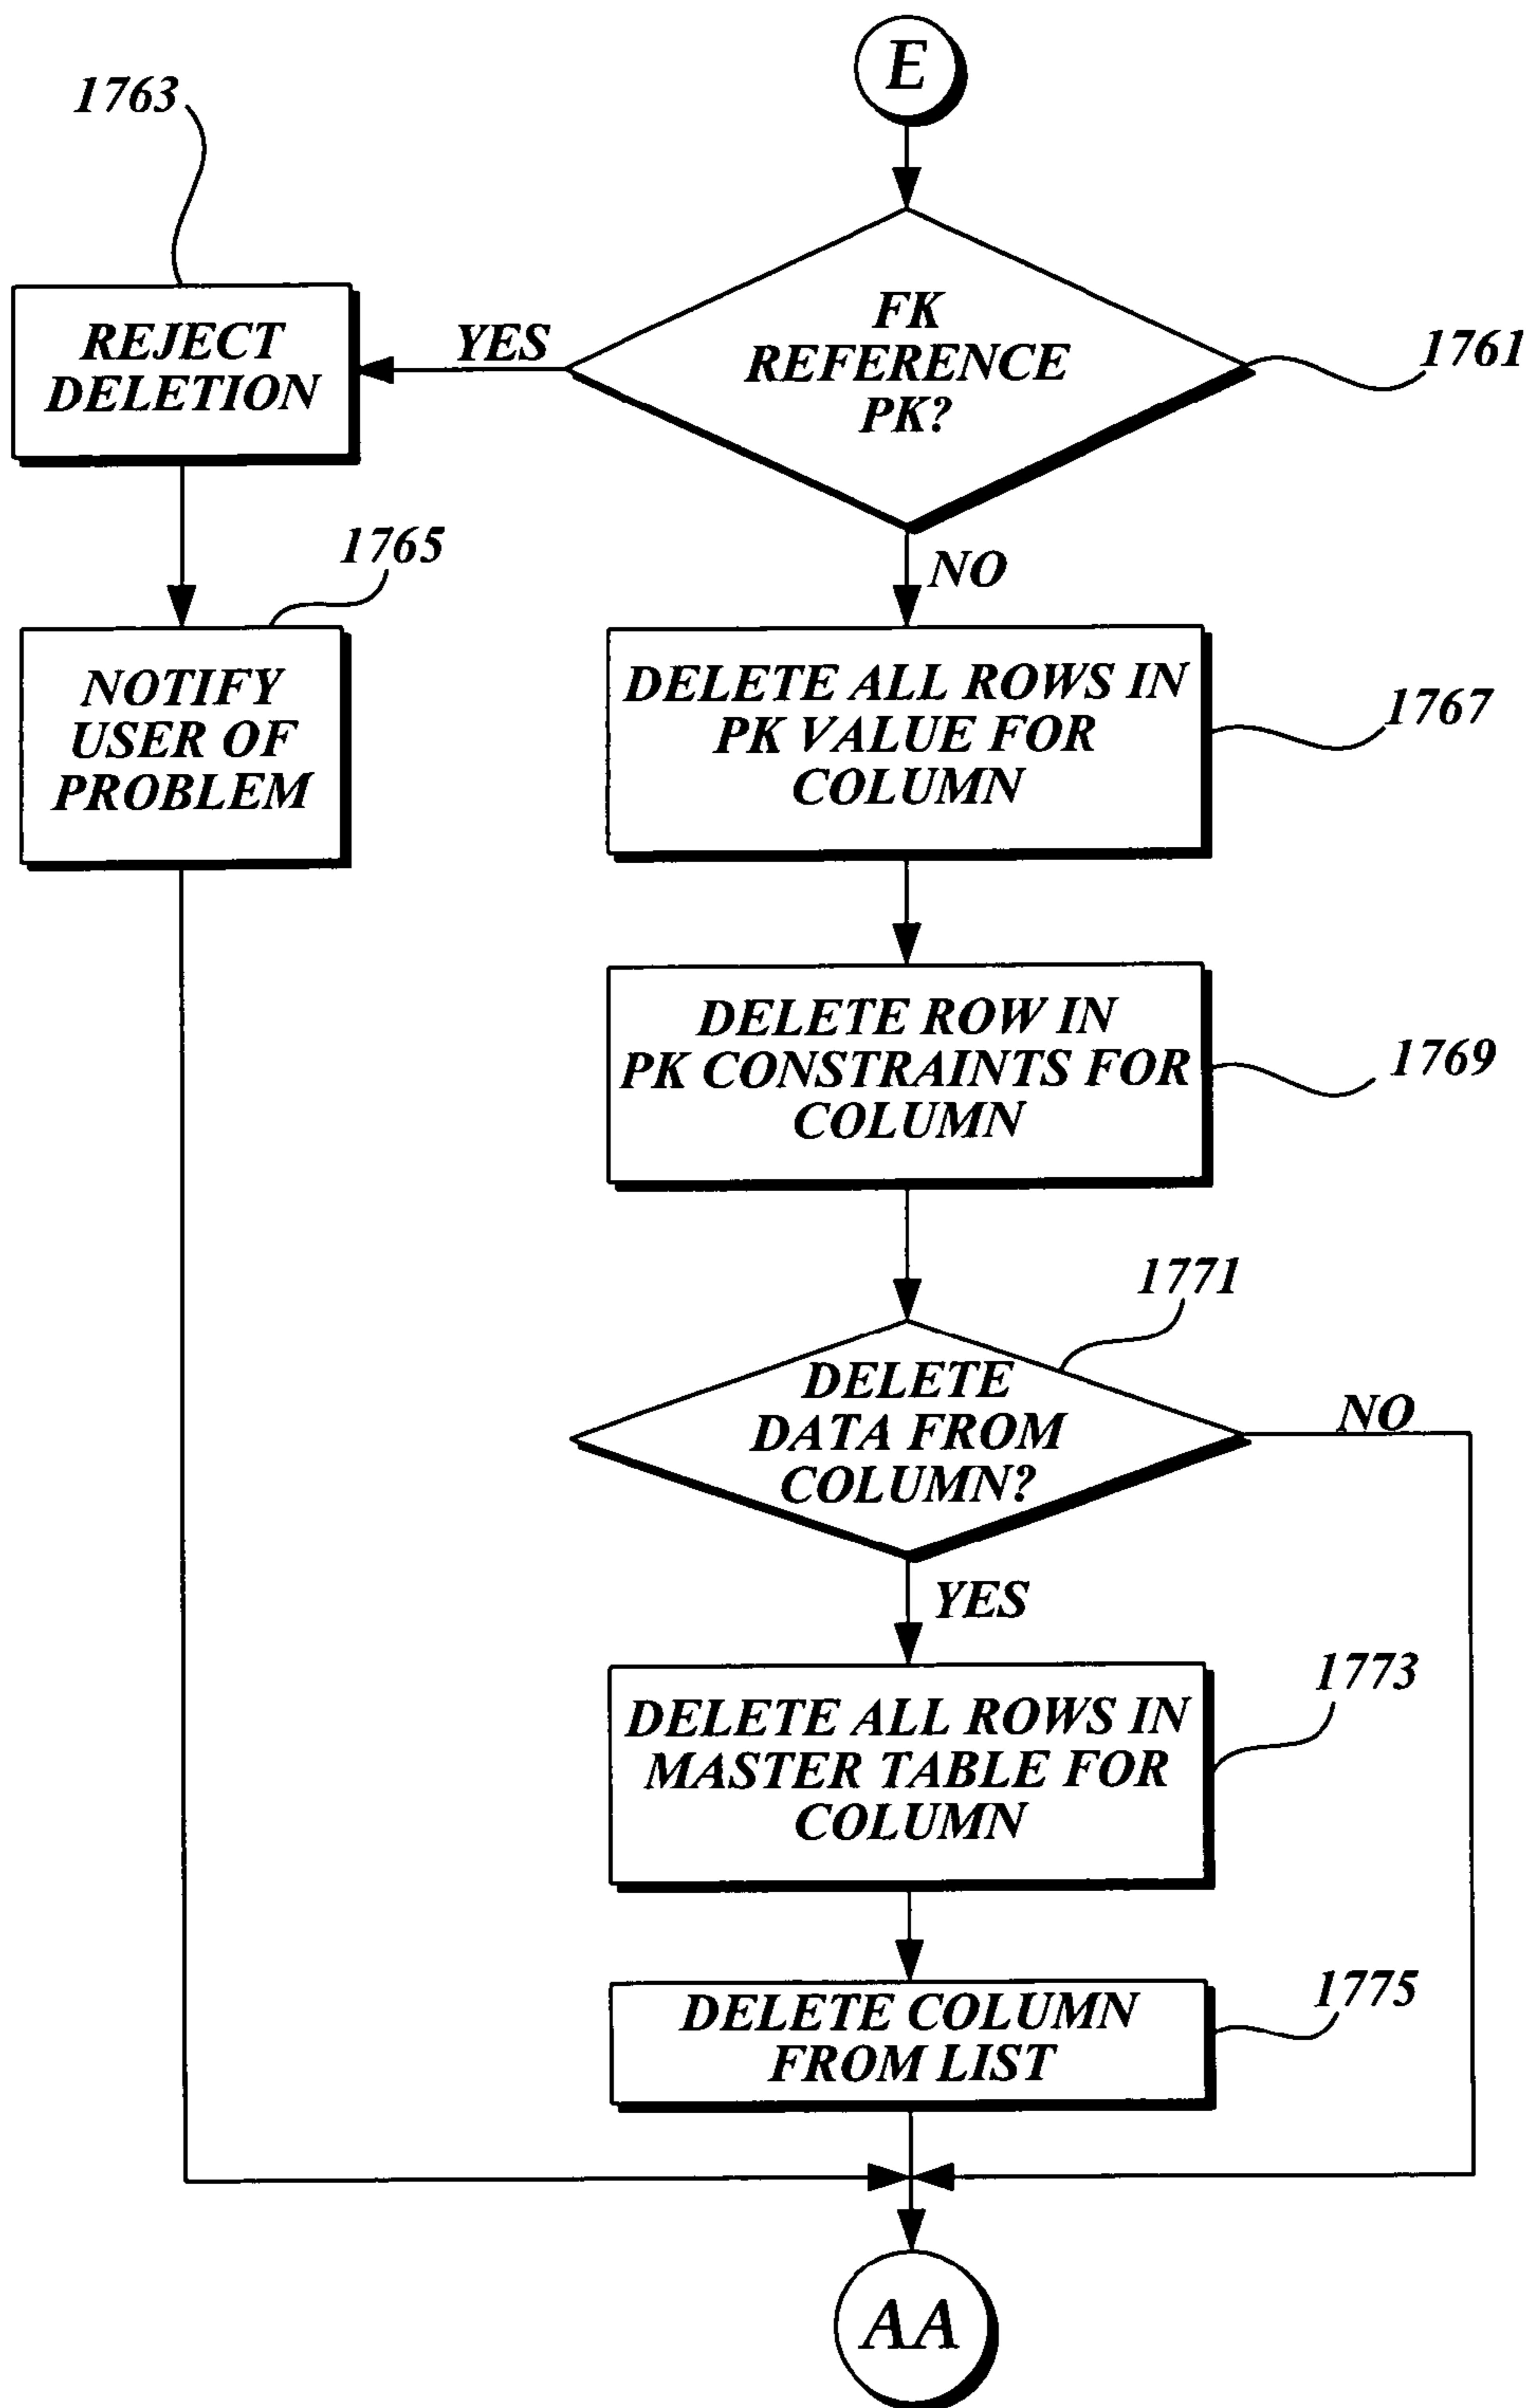 E
1763
FK
REFERENCE
PK?
1761
YES
REJECT
DELETION
NO
1765
NOTIFY
USER OF
PROBLEM
DELETE ALL ROWS IN
PK VALUE FOR
COLUMN
1767
DELETE ROW IN
PK CONSTRAINTS FOR
COLUMN
1769
1771
DELETE
DATA FROM
COLUMN?
NO
YES
1773
DELETE ALL ROWS IN
MASTER TABLE FOR
COLUMN
1775
DELETE COLUMN
FROM LIST
AA